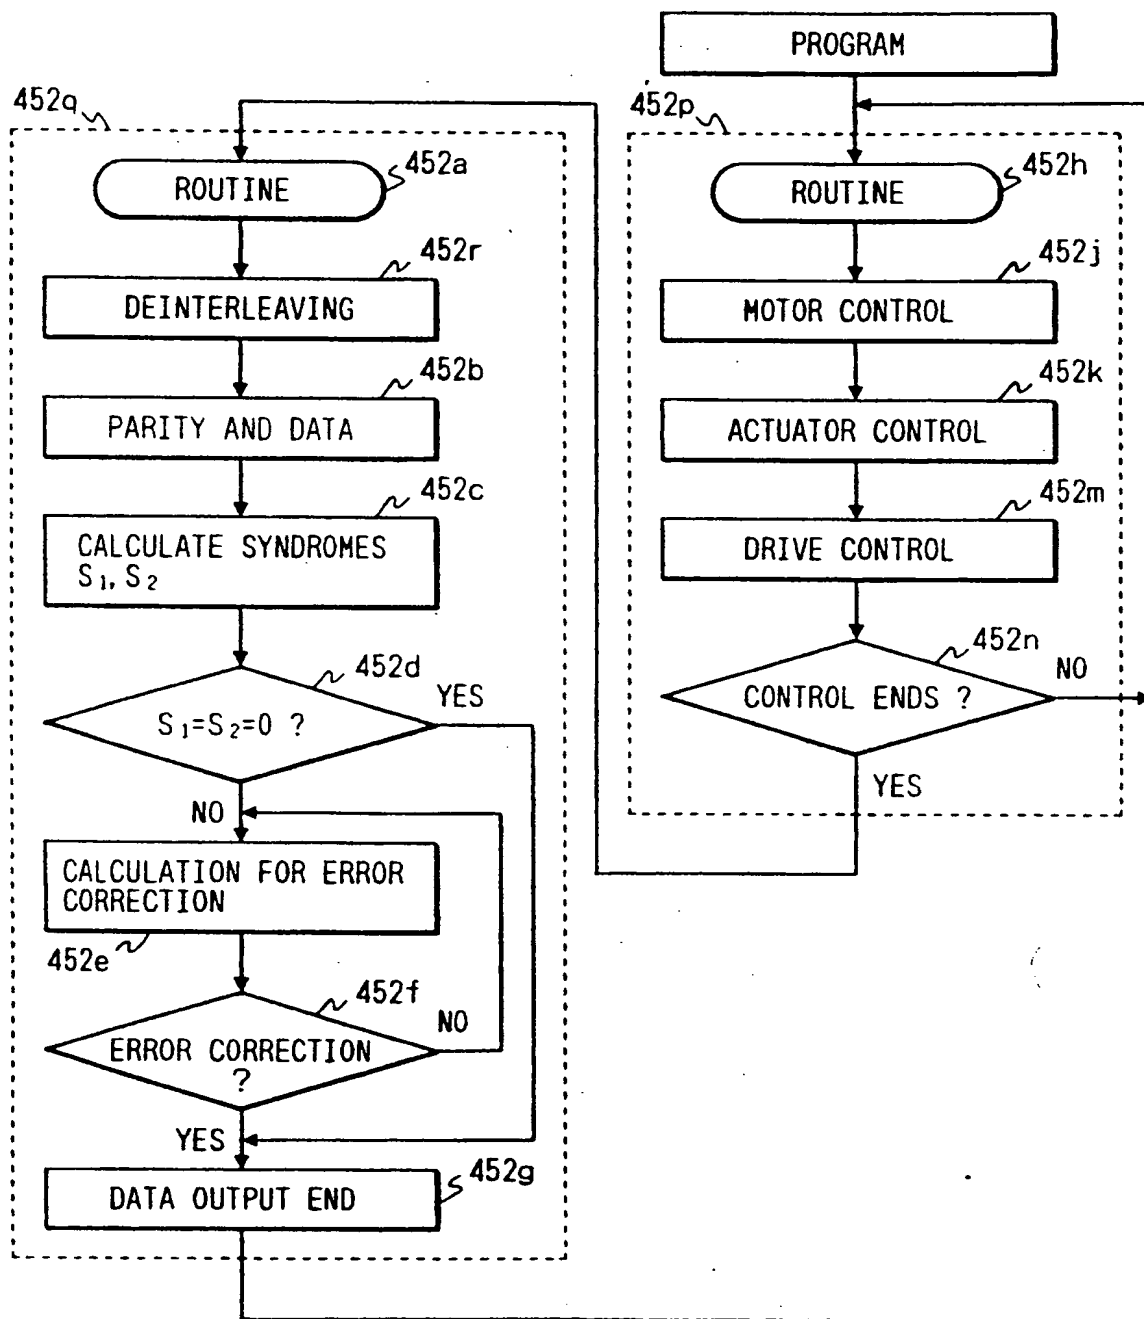 PROGRAM
452q
452p
ROUTINE
452a
ROUTINE
452h
452r
DEINTERLEAVING
452j
MOTOR CONTROL
452b
PARITY AND DATA
452k
ACTUATOR CONTROL
452c
CALCULATE SYNDROMES
S₁, S₂
452m
DRIVE CONTROL
452d
S₁=S₂=0 ?
YES
452n
CONTROL ENDS ?
NO
YES
NO
CALCULATION FOR ERROR
CORRECTION
452e
452f
ERROR CORRECTION
?
NO
YES
452g
DATA OUTPUT END